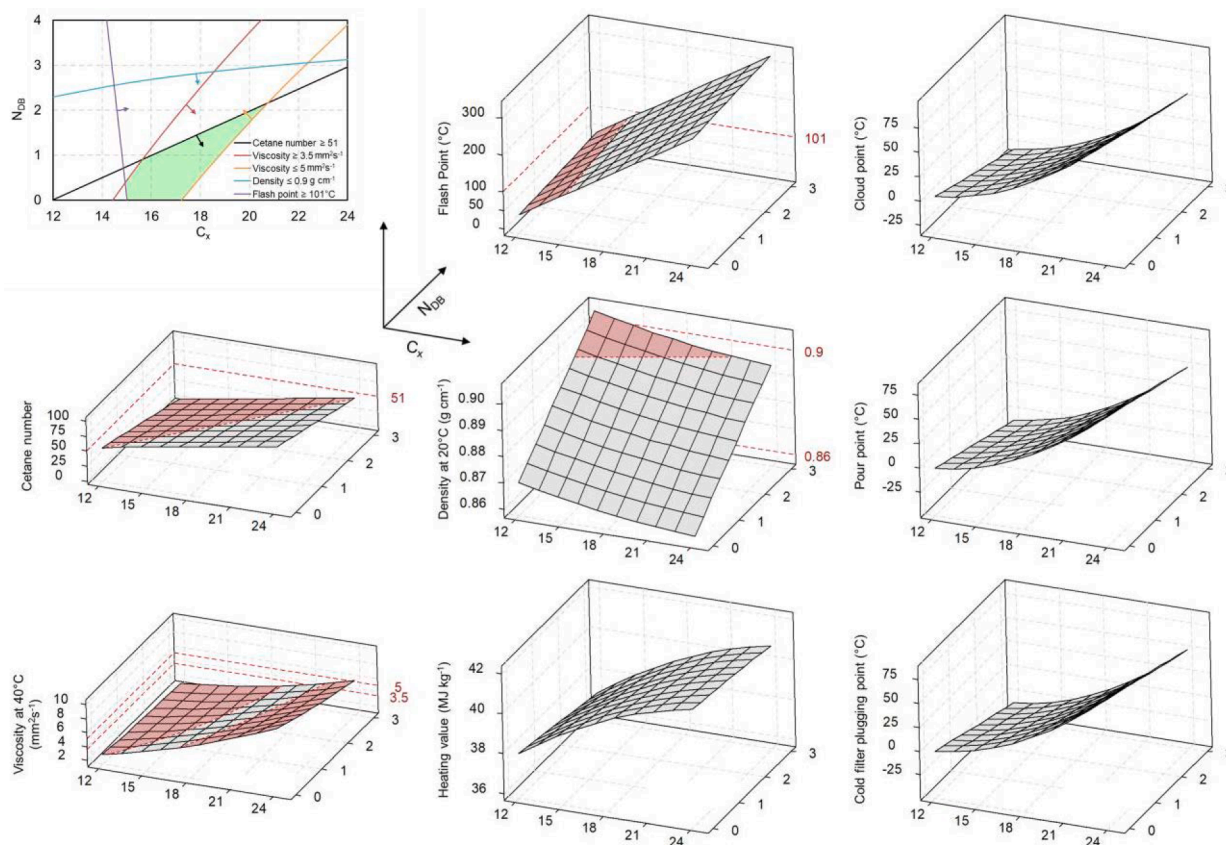 4
3
2
1
0
N_DB
12 14 16 18 20 22 24
C_x
Cetane number ≥ 51
Viscosity ≥ 3.5 mm²s⁻¹
Viscosity ≤ 5 mm²s⁻¹
Density ≤ 0.9 g cm⁻¹
Flash point ≥ 101°C
N_DB
C_x
Flash Point (°C)
300
200
100
50
0
101
12 15 18 21 24
0 1 2 3
Cloud point (°C)
75
50
25
0
-25
12 15 18 21 24
0 1 2
Cetane number
100
75
50
25
0
51
12 15 18 21 24
0 1 2 3
Density at 20°C (g cm⁻¹)
0.90
0.89
0.88
0.87
0.86
0.9
0.86
12 15 18 21 24
0 1 2 3
Pour point (°C)
75
50
25
0
-25
12 15 18 21 24
0 1 2
Viscosity at 40°C
(mm²s⁻¹)
10
8
6
4
2
5
3.5
12 15 18 21 24
0 1 2 3
Heating value (MJ kg⁻¹)
42
40
38
36
12 15 18 21 24
0 1 2 3
Cold filter plugging point (°C)
75
50
25
0
-25
12 15 18 21 24
0 1 2